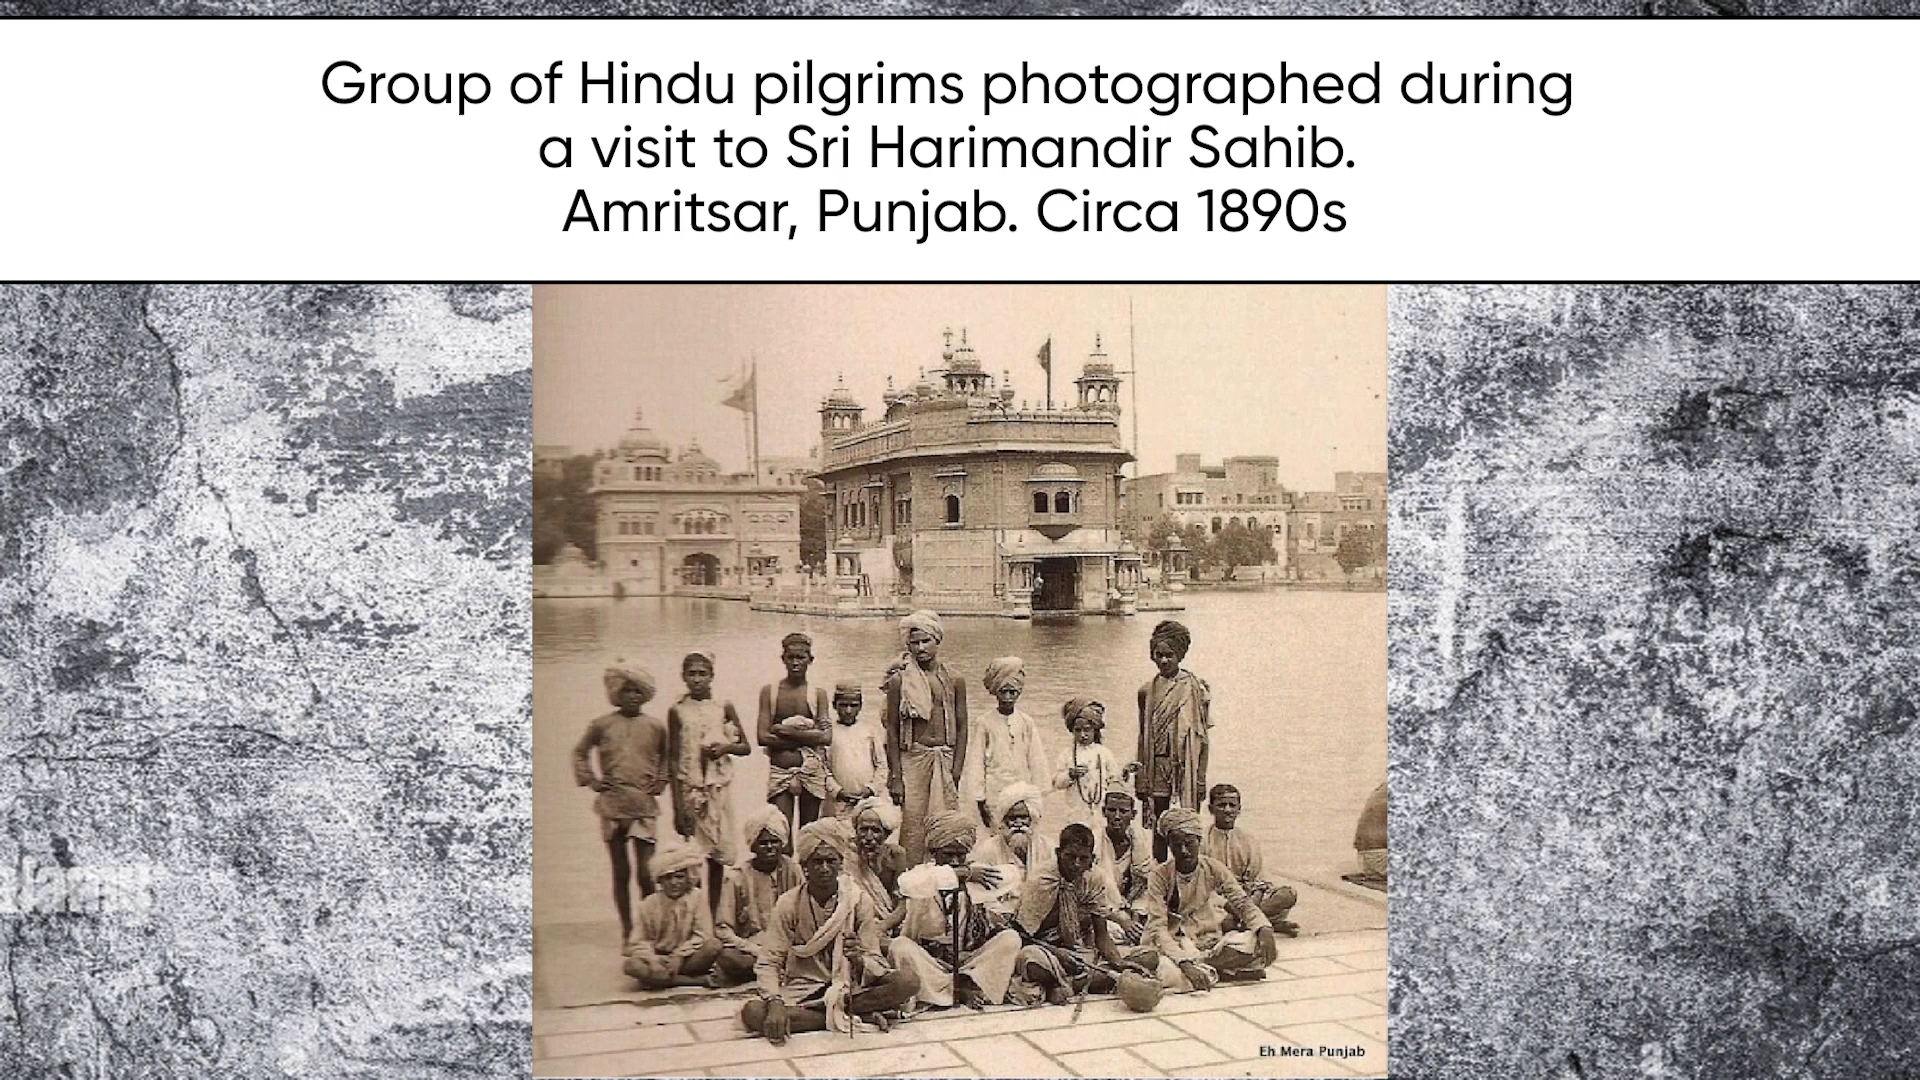 Group of Hindu pilgrims photographed during
a visit to Sri Harimandir Sahib.
Amritsar, Punjab. Circa 1890s
Eh Mera Punjab